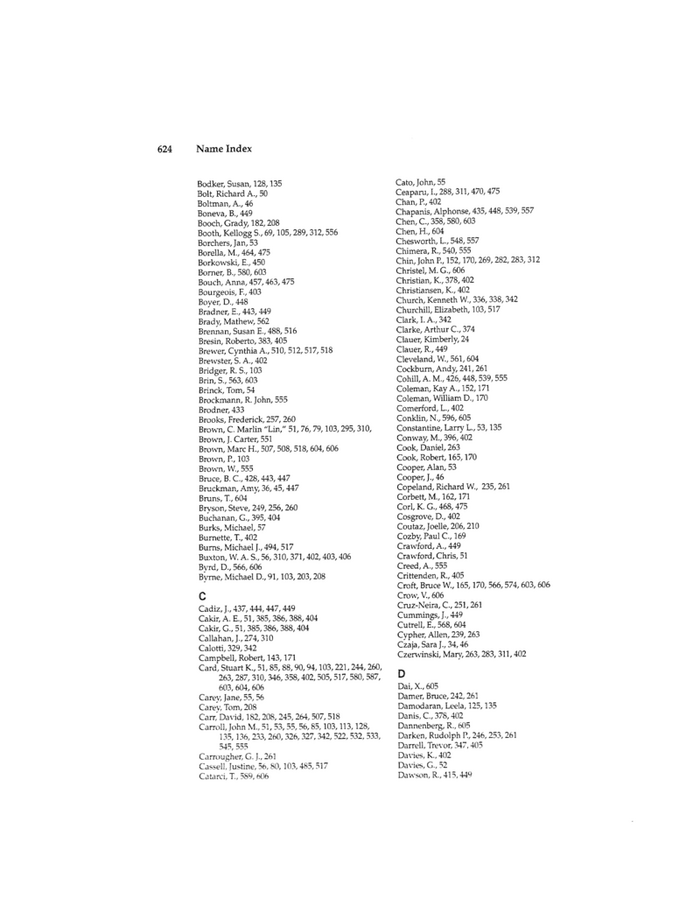 624 Name Index
Bodker, Susan, 128, 135
Bolt, Richard A., 50
Boltman, A., 46
Boneva, B., 449
Booch, Grady, 182, 208
Booth, Kellogg S., 69, 105, 289, 312, 556
Borchers, Jan, 53
Borella, M., 464, 475
Borkowski, E., 450
Borner, B., 580, 603
Bouch, Anna, 457, 463, 475
Bourgeois, F., 403
Boyer, D., 448
Bradner, E., 443, 449
Brady, Mathew, 562
Brennan, Susan E., 488, 516
Bresin, Roberto, 383, 405
Brewer, Cynthia A., 510, 512, 517, 518
Brewster, S. A., 402
Bridger, R. S., 103
Brin, S., 563, 603
Brinck, Tom, 54
Brockmann, R. John, 555
Brodner, 433
Brooks, Frederick, 257, 260
Brown, C. Marlin "Lin," 51, 76, 79, 103, 295, 310,
Brown, J. Carter, 551
Brown, Marc H., 507, 508, 518, 604, 606
Brown, P., 103
Brown, W., 555
Bruce, B. C., 428, 443, 447
Bruckman, Amy, 36, 45, 447
Bruns, T., 604
Bryson, Steve, 249, 256, 260
Buchanan, G., 395, 404
Burks, Michael, 57
Burnette, T., 402
Burns, Michael J., 494, 517
Buxton, W. A. S., 56, 310, 371, 402, 403, 406
Byrd, D., 566, 606
Byrne, Michael D., 91, 103, 203, 208
C
Cadiz, J., 437, 444, 447, 449
Cakir, A. E., 51, 385, 386, 388, 404
Cakir, G., 51, 385, 386, 388, 404
Callahan, J., 274, 310
Calotti, 329, 342
Campbell, Robert, 143, 171
Card, Stuart K., 51, 85, 88, 90, 94, 103, 221, 244, 260,
263, 287, 310, 346, 358, 402, 505, 517, 580, 587,
603, 604, 606
Carey, Jane, 55, 56
Carey, Tom, 208
Carr, David, 182, 208, 245, 264, 507, 518
Carroll, John M., 51, 53, 55, 56, 85, 103, 113, 128,
135, 136, 233, 260, 326, 327, 342, 522, 532, 533,
545, 555
Carrougher, G. J., 261
Cassell, Justine, 56, 80, 103, 485, 517
Catarci, T., 589, 606
Cato, John, 55
Ceaparu, I., 288, 311, 470, 475
Chan, P., 402
Chapanis, Alphonse, 435, 448, 539, 557
Chen, C., 358, 580, 603
Chen, H., 604
Chesworth, L., 548, 557
Chimera, R., 540, 555
Chin, John P., 152, 170, 269, 282, 283, 312
Christel, M. G., 606
Christian, K., 378, 402
Christiansen, K., 402
Church, Kenneth W., 336, 338, 342
Churchill, Elizabeth, 103, 517
Clark, I. A., 342
Clarke, Arthur C., 374
Clauer, Kimberly, 24
Clauer, R., 449
Cleveland, W., 561, 604
Cockburn, Andy, 241, 261
Cohill, A. M., 426, 448, 539, 555
Coleman, Kay A., 152, 171
Coleman, William D., 170
Comerford, L., 402
Conklin, N., 596, 605
Constantine, Larry L., 53, 135
Conway, M., 396, 402
Cook, Daniel, 263
Cook, Robert, 165, 170
Cooper, Alan, 53
Cooper, J., 46
Copeland, Richard W., 235, 261
Corbett, M., 162, 171
Corl, K. G., 468, 475
Cosgrove, D., 402
Coutaz, Joelle, 206, 210
Cozby, Paul C., 169
Crawford, A., 449
Crawford, Chris, 51
Creed, A., 555
Crittenden, R., 405
Croft, Bruce W., 165, 170, 566, 574, 603, 606
Crow, V., 606
Cruz-Neira, C., 251, 261
Cummings, J., 449
Cutrell, E., 568, 604
Cypher, Allen, 239, 263
Czaja, Sara J., 34, 46
Czerwinski, Mary, 263, 283, 311, 402
D
Dai, X., 605
Damer, Bruce, 242, 261
Damodaran, Leela, 125, 135
Danis, C., 378, 402
Dannenberg, R., 605
Darken, Rudolph P., 246, 253, 261
Darrell, Trevor, 347, 405
Davies, K., 402
Davies, G., 52
Dawson, R., 415, 449